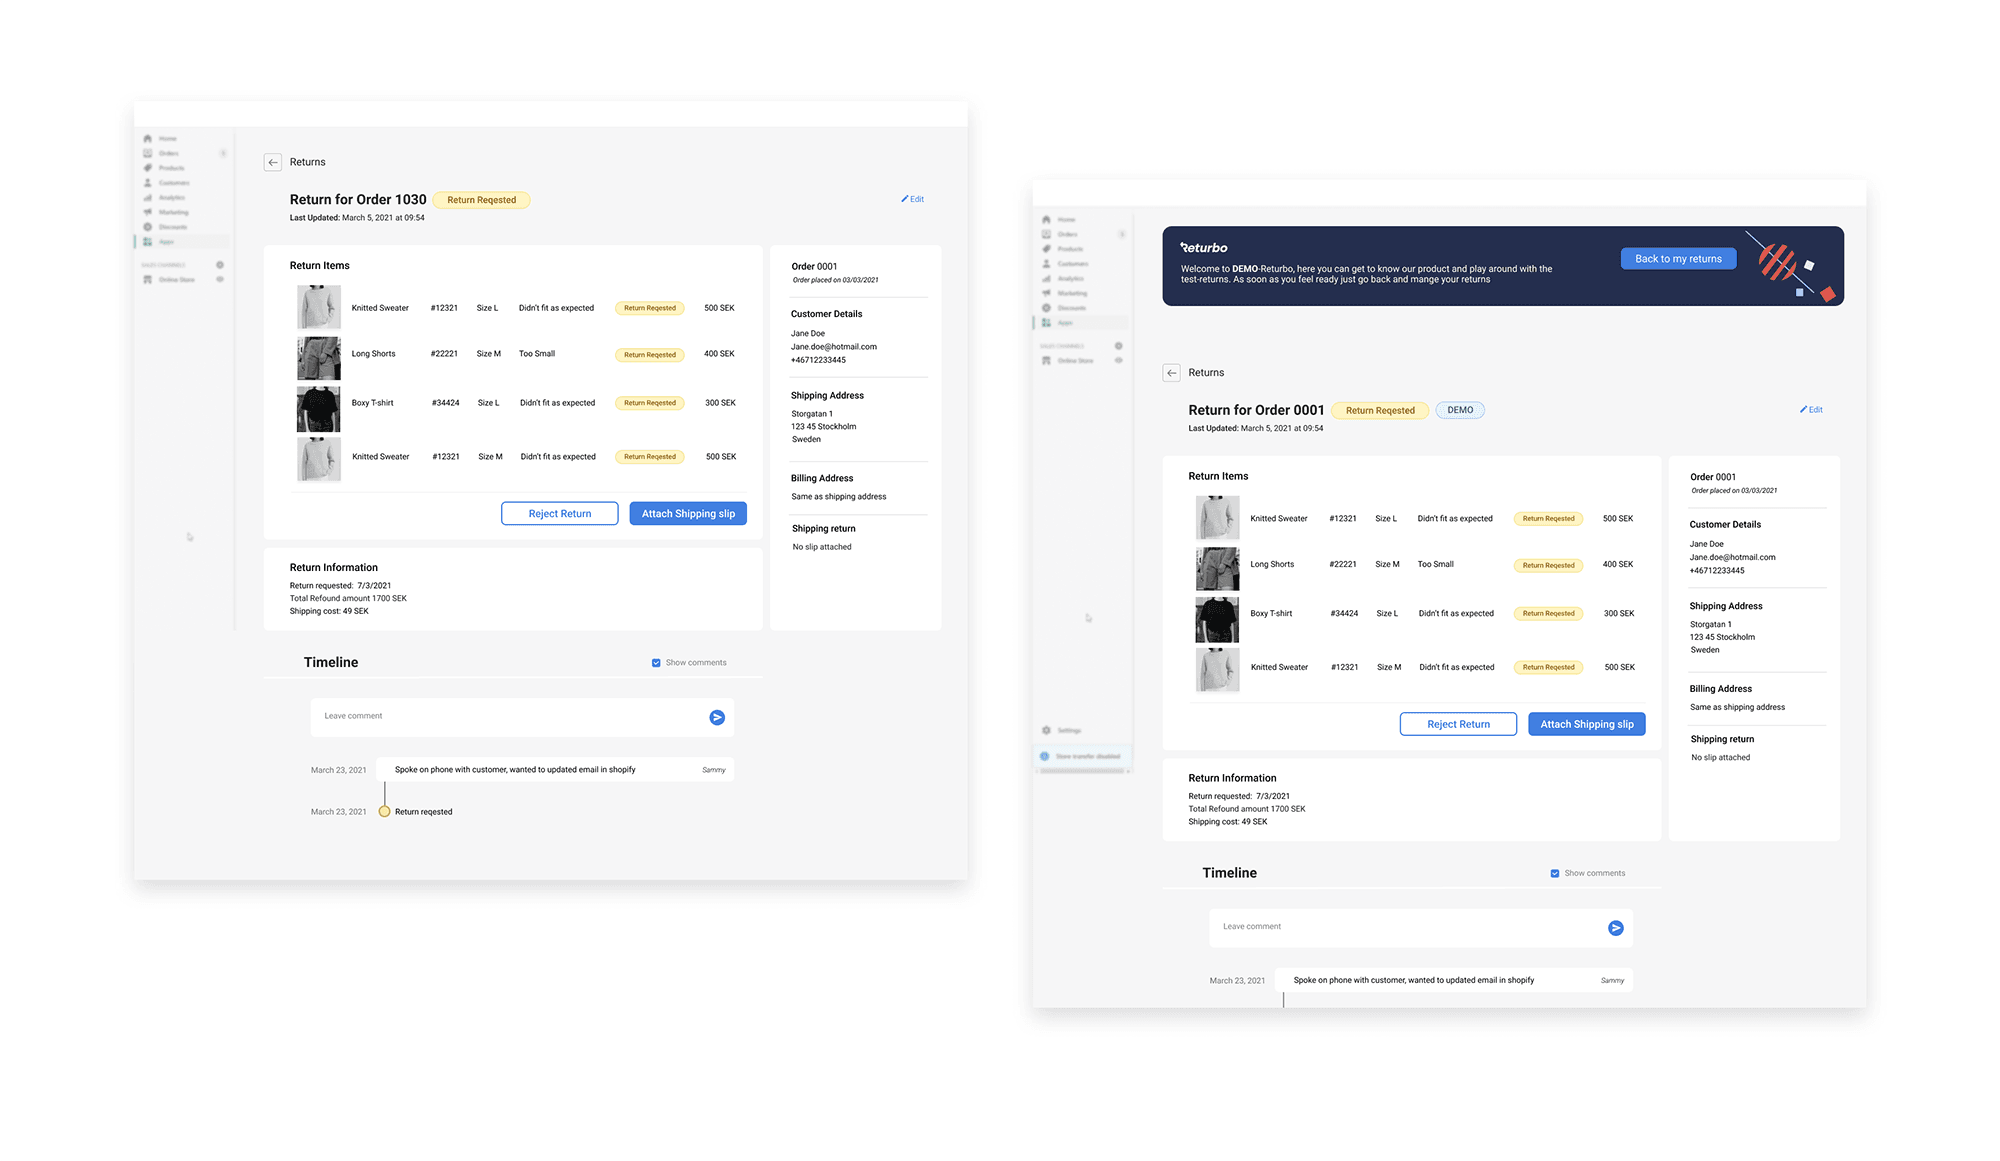 Home
Orders
Products
Customers
Analytics
Marketing
Discounts
Apps
SALES CHANNELS
Online Store
Returns
Return for Order 1030 Return Reqested
Edit
Last Updated: March 5, 2021 at 09:54
Return Items
Knitted Sweater #12321 Size L Didn't fit as expected Return Reqested 500 SEK
Long Shorts #22221 Size M Too Small Return Reqested 400 SEK
Boxy T-shirt #34424 Size L Didn't fit as expected Return Reqested 300 SEK
Knitted Sweater #12321 Size M Didn't fit as expected Return Reqested 500 SEK
Reject Return Attach Shipping slip
Order 0001
Order placed on 03/03/2021
Customer Details
Jane Doe
Jane.doe@hotmail.com
+46712233445
Shipping Address
Storgatan 1
123 45 Stockholm
Sweden
Billing Address
Same as shipping address
Shipping return
No slip attached
Return Information
Return requested: 7/3/2021
Total Refound amount 1700 SEK
Shipping cost: 49 SEK
Timeline
Show comments
Leave comment
March 23, 2021 Spoke on phone with customer, wanted to updated email in shopify Sammy
March 23, 2021 Return reqested
Home
Orders
Products
Customers
Analytics
Marketing
Discounts
Apps
SALES CHANNELS
Online Store
Settings
Store transfer disabled
Returbo
Welcome to DEMO-Returbo, here you can get to know our product and play around with the
test-returns. As soon as you feel ready just go back and mange your returns
Back to my returns
Returns
Return for Order 0001 Return Reqested DEMO
Edit
Last Updated: March 5, 2021 at 09:54
Return Items
Knitted Sweater #12321 Size L Didn't fit as expected Return Reqested 500 SEK
Long Shorts #22221 Size M Too Small Return Reqested 400 SEK
Boxy T-shirt #34424 Size L Didn't fit as expected Return Reqested 300 SEK
Knitted Sweater #12321 Size M Didn't fit as expected Return Reqested 500 SEK
Reject Return Attach Shipping slip
Order 0001
Order placed on 03/03/2021
Customer Details
Jane Doe
Jane.doe@hotmail.com
+46712233445
Shipping Address
Storgatan 1
123 45 Stockholm
Sweden
Billing Address
Same as shipping address
Shipping return
No slip attached
Return Information
Return requested: 7/3/2021
Total Refound amount 1700 SEK
Shipping cost: 49 SEK
Timeline
Show comments
Leave comment
March 23, 2021 Spoke on phone with customer, wanted to updated email in shopify Sammy